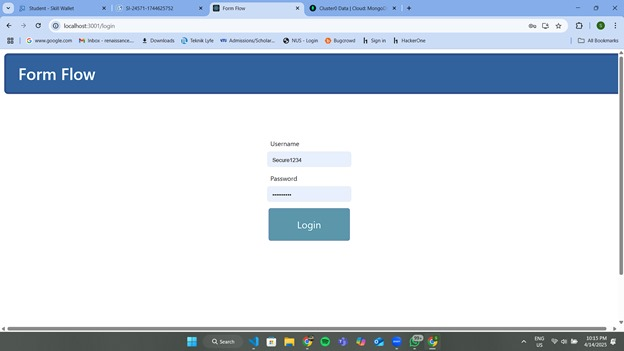 Student - Skill Wallet
SI-24571-1744625752
Form Flow
Cluster0 Data | Cloud: Mongo
localhost:3001/login
www.google.com
Inbox - renaissance...
Downloads
Teknik Lyfe
Admissions/Scholar...
NUS - Login
Bugcrowd
Sign in
HackerOne
All Bookmarks
Form Flow
Username
Secure1234
Password
Login
Search
99+
ENG
US
10:15 PM
4/14/2025